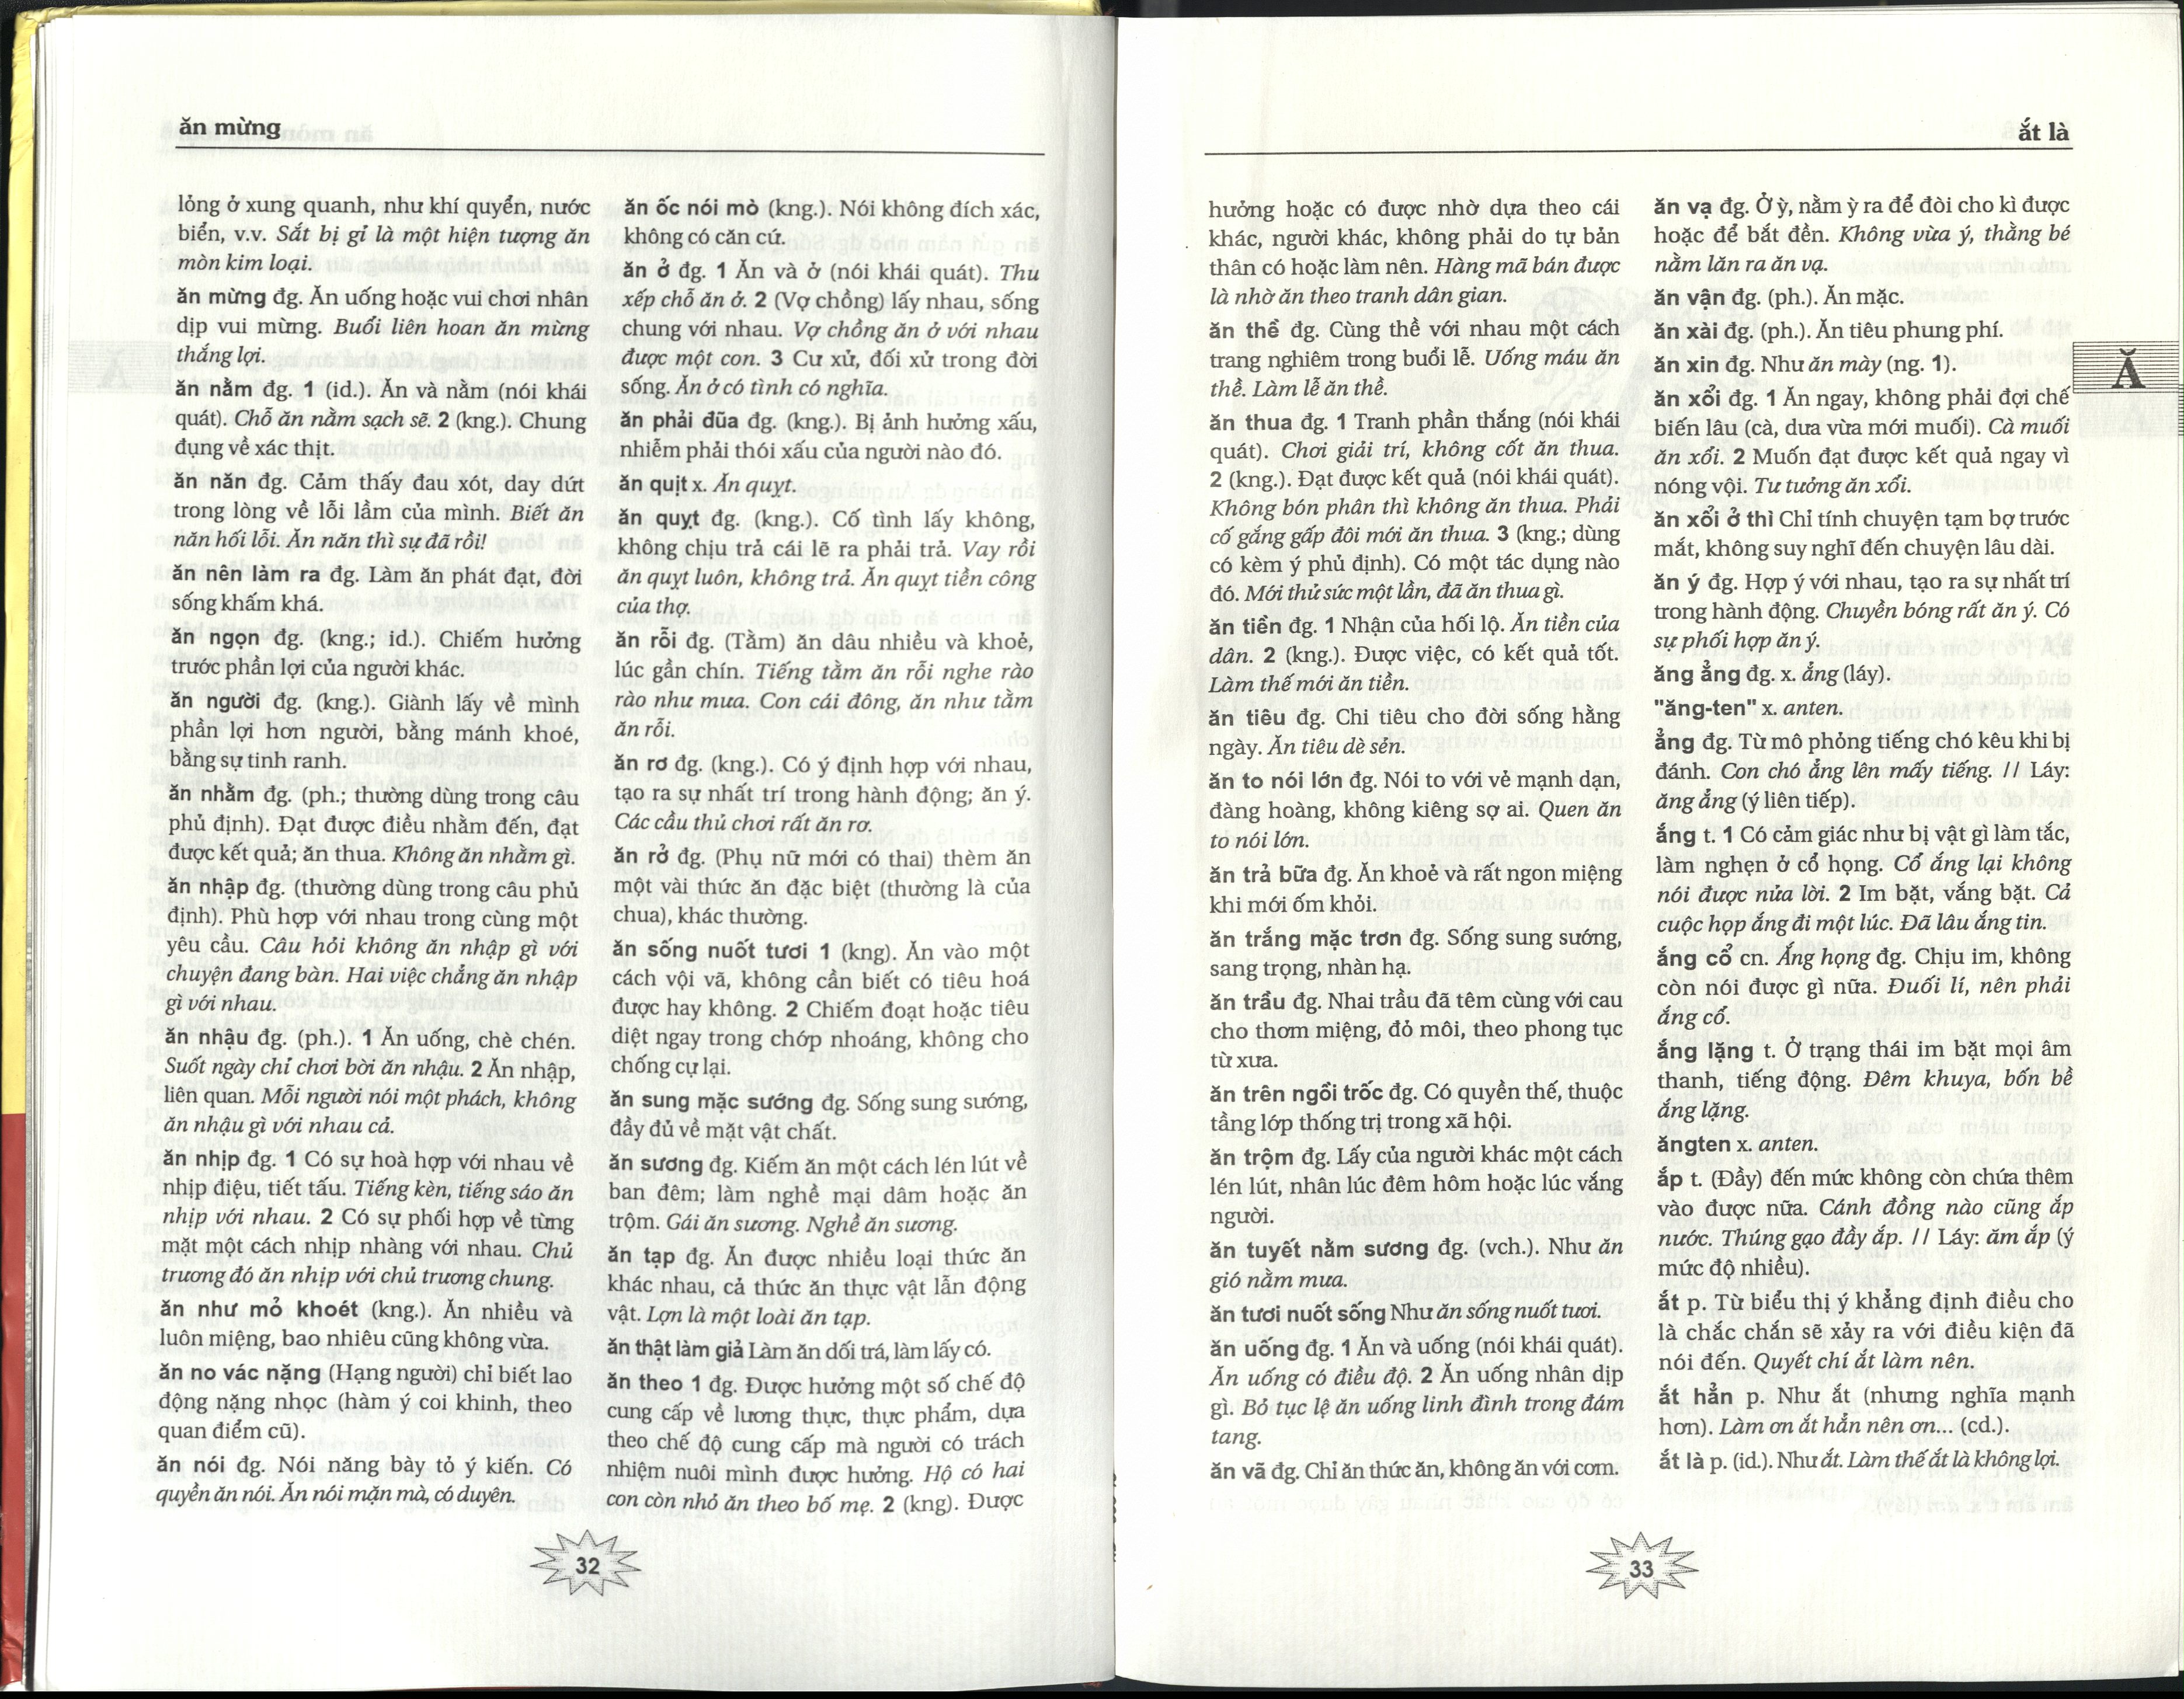 ăn mừng
lỏng ở xung quanh, như khí quyển, nước
biển, v.v. Sắt bị gỉ là một hiện tượng ăn
mòn kim loại.
ăn mừng đg. Ăn uống hoặc vui chơi nhân
dịp vui mừng. Buổi liên hoan ăn mừng
thắng lợi.
ăn nằm đg. 1 (id.). Ăn và nằm (nói khái
quát). Chỗ ăn nằm sạch sẽ. 2 (kng.). Chung
đụng về xác thịt.
ăn năn đg. Cảm thấy đau xót, day dứt
trong lòng về lỗi lầm của mình. Biết ăn
năn hối lỗi. Ăn năn thì sự đã rồi!
ăn nên làm ra đg. Làm ăn phát đạt, đời
sống khấm khá.
ăn ngọn đg. (kng.; id.). Chiếm hưởng
trước phần lợi của người khác.
ăn người đg. (kng.). Giành lấy về mình
phần lợi hơn người, bằng mánh khoé,
bằng sự tinh ranh.
ăn nhằm đg. (ph.; thường dùng trong câu
phủ định). Đạt được điều nhằm đến, đạt
được kết quả; ăn thua. Không ăn nhằm gì.
ăn nhập đg. (thường dùng trong câu phủ
định). Phù hợp với nhau trong cùng một
yêu cầu. Câu hỏi không ăn nhập gì với
chuyện đang bàn. Hai việc chẳng ăn nhập
gì với nhau.
ăn nhậu đg. (ph.). 1 Ăn uống, chè chén.
Suốt ngày chỉ chơi bời ăn nhậu. 2 Ăn nhập,
liên quan. Mỗi người nói một phách, không
ăn nhậu gì với nhau cả.
ăn nhịp đg. 1 Có sự hoà hợp với nhau về
nhịp điệu, tiết tấu. Tiếng kèn, tiếng sáo ăn
nhịp với nhau. 2 Có sự phối hợp về từng
mặt một cách nhịp nhàng với nhau. Chủ
trương đó ăn nhịp với chủ trương chung.
ăn như mỏ khoét (kng.). Ăn nhiều và
luôn miệng, bao nhiêu cũng không vừa.
ăn no vác nặng (Hạng người) chỉ biết lao
động nặng nhọc (hàm ý coi khinh, theo
quan điểm cũ).
ăn nói đg. Nói năng bày tỏ ý kiến. Có
quyền ăn nói. Ăn nói mặn mà, có duyên.
ăn ốc nói mò (kng.). Nói không đích xác,
không có căn cứ.
ăn ở đg. 1 Ăn và ở (nói khái quát). Thu
xếp chỗ ăn ở. 2 (Vợ chồng) lấy nhau, sống
chung với nhau. Vợ chồng ăn ở với nhau
được một con. 3 Cư xử, đối xử trong đời
sống. Ăn ở có tình có nghĩa.
ăn phải đũa đg. (kng.). Bị ảnh hưởng xấu,
nhiễm phải thói xấu của người nào đó.
ăn quịt x. Ăn quỵt.
ăn quỵt đg. (kng.). Cố tình lấy không,
không chịu trả cái lẽ ra phải trả. Vay rồi
ăn quỵt luôn, không trả. Ăn quỵt tiền công
của thợ.
ăn rỗi đg. (Tằm) ăn dâu nhiều và khoẻ,
lúc gần chín. Tiếng tằm ăn rỗi nghe rào
rào như mưa. Con cái đông, ăn như tằm
ăn rỗi.
ăn rơ đg. (kng.). Có ý định hợp với nhau,
tạo ra sự nhất trí trong hành động; ăn ý.
Các cầu thủ chơi rất ăn rơ.
ăn rở đg. (Phụ nữ mới có thai) thèm ăn
một vài thức ăn đặc biệt (thường là của
chua), khác thường.
ăn sống nuốt tươi 1 (kng). Ăn vào một
cách vội vã, không cần biết có tiêu hoá
được hay không. 2 Chiếm đoạt hoặc tiêu
diệt ngay trong chớp nhoáng, không cho
chống cự lại.
ăn sung mặc sướng đg. Sống sung sướng,
đầy đủ về mặt vật chất.
ăn sương đg. Kiếm ăn một cách lén lút về
ban đêm; làm nghề mại dâm hoặc ăn
trộm. Gái ăn sương. Nghề ăn sương.
ăn tạp đg. Ăn được nhiều loại thức ăn
khác nhau, cả thức ăn thực vật lẫn động
vật. Lợn là một loài ăn tạp.
ăn thật làm giả Làm ăn dối trá, làm lấy có.
ăn theo 1 đg. Được hưởng một số chế độ
cung cấp về lương thực, thực phẩm, dựa
theo chế độ cung cấp mà người có trách
nhiệm nuôi mình được hưởng. Hộ có hai
con còn nhỏ ăn theo bố mẹ. 2 (kng). Được
32
ắt là
hưởng hoặc có được nhờ dựa theo cái
khác, người khác, không phải do tự bản
thân có hoặc làm nên. Hàng mã bán được
là nhờ ăn theo tranh dân gian.
ăn thề đg. Cùng thề với nhau một cách
trang nghiêm trong buổi lễ. Uống máu ăn
thề. Làm lễ ăn thề.
ăn thua đg. 1 Tranh phần thắng (nói khái
quát). Chơi giải trí, không cốt ăn thua.
2 (kng.). Đạt được kết quả (nói khái quát).
Không bón phân thì không ăn thua. Phải
cố gắng gấp đôi mới ăn thua. 3 (kng.; dùng
có kèm ý phủ định). Có một tác dụng nào
đó. Mới thử sức một lần, đã ăn thua gì.
ăn tiền đg. 1 Nhận của hối lộ. Ăn tiền của
dân. 2 (kng.). Được việc, có kết quả tốt.
Làm thế mới ăn tiền.
ăn tiêu đg. Chi tiêu cho đời sống hằng
ngày. Ăn tiêu dè sẻn.
ăn to nói lớn đg. Nói to với vẻ mạnh dạn,
đàng hoàng, không kiêng sợ ai. Quen ăn
to nói lớn.
ăn trả bữa đg. Ăn khoẻ và rất ngon miệng
khi mới ốm khỏi.
ăn trắng mặc trơn đg. Sống sung sướng,
sang trọng, nhàn hạ.
ăn trầu đg. Nhai trầu đã têm cùng với cau
cho thơm miệng, đỏ môi, theo phong tục
từ xưa.
ăn trên ngồi trốc đg. Có quyền thế, thuộc
tầng lớp thống trị trong xã hội.
ăn trộm đg. Lấy của người khác một cách
lén lút, nhân lúc đêm hôm hoặc lúc vắng
người.
ăn tuyết nằm sương đg. (vch.). Như ăn
gió nằm mưa.
ăn tươi nuốt sống Như ăn sống nuốt tươi.
ăn uống đg. 1 Ăn và uống (nói khái quát).
Ăn uống có điều độ. 2 Ăn uống nhân dịp
gì. Bỏ tục lệ ăn uống linh đình trong đám
tang.
ăn vã đg. Chỉ ăn thức ăn, không ăn với cơm.
ăn vạ đg. Ở ỳ, nằm ỳ ra để đòi cho kì được
hoặc để bắt đền. Không vừa ý, thằng bé
nằm lăn ra ăn vạ.
ăn vận đg. (ph.). Ăn mặc.
ăn xài đg. (ph.). Ăn tiêu phung phí.
ăn xin đg. Như ăn mày (ng. 1).
ăn xổi đg. 1 Ăn ngay, không phải đợi chế
biến lâu (cà, dưa vừa mới muối). Cà muối
ăn xổi. 2 Muốn đạt được kết quả ngay vì
nóng vội. Tư tưởng ăn xổi.
ăn xổi ở thì Chỉ tính chuyện tạm bợ trước
mắt, không suy nghĩ đến chuyện lâu dài.
ăn ý đg. Hợp ý với nhau, tạo ra sự nhất trí
trong hành động. Chuyền bóng rất ăn ý. Có
sự phối hợp ăn ý.
ăng ẳng đg. x. ẳng (láy).
"ăng-ten" x. anten.
ẳng đg. Từ mô phỏng tiếng chó kêu khi bị
đánh. Con chó ẳng lên mấy tiếng. // Láy:
ăng ẳng (ý liên tiếp).
ắng t. 1 Có cảm giác như bị vật gì làm tắc,
làm nghẹn ở cổ họng. Cổ ắng lại không
nói được nửa lời. 2 Im bặt, vắng bặt. Cả
cuộc họp ắng đi một lúc. Đã lâu ắng tin.
ắng cổ cn. Ắng họng đg. Chịu im, không
còn nói được gì nữa. Đuối lí, nên phải
ắng cổ.
ắng lặng t. Ở trạng thái im bặt mọi âm
thanh, tiếng động. Đêm khuya, bốn bề
ắng lặng.
ăngten x. anten.
ắp t. (Đầy) đến mức không còn chứa thêm
vào được nữa. Cánh đồng nào cũng ắp
nước. Thúng gạo đầy ắp. // Láy: ăm ắp (ý
mức độ nhiều).
ắt p. Từ biểu thị ý khẳng định điều cho
là chắc chắn sẽ xảy ra với điều kiện đã
nói đến. Quyết chí ắt làm nên.
ắt hẳn p. Như ắt (nhưng nghĩa mạnh
hơn). Làm ơn ắt hẳn nên ơn... (cd.).
ắt là p. (id.). Như ắt. Làm thế ắt là không lợi.
Ă
33